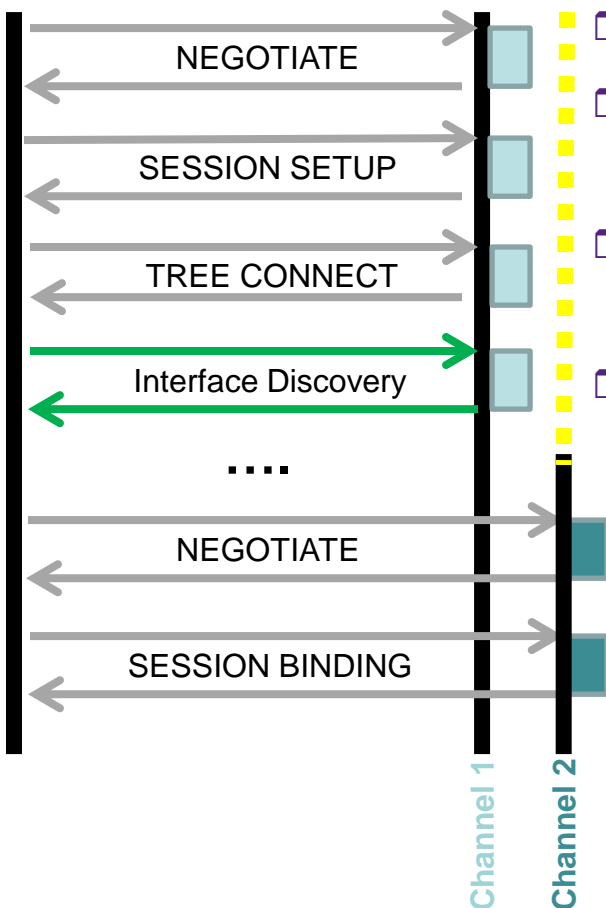 NEGOTIATE
SESSION SETUP
TREE CONNECT
Interface Discovery
....
NEGOTIATE
SESSION BINDING
Channel 1
Channel 2